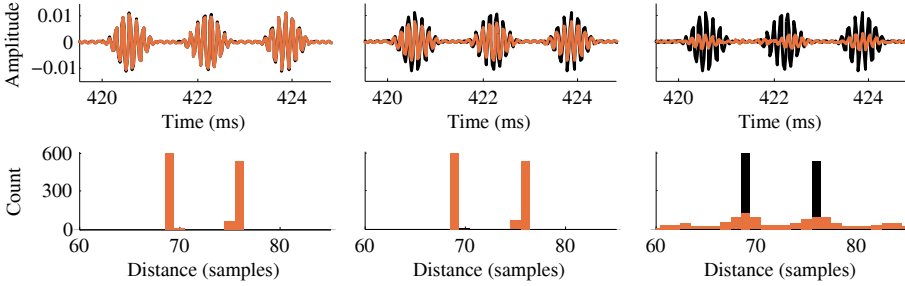 Amplitude
0.01
0
−0.01
420 422 424
420 422 424
420 422 424
Time (ms)
Time (ms)
Time (ms)
Count
600
300
0
60 70 80
60 70 80
60 70 80
Distance (samples)
Distance (samples)
Distance (samples)